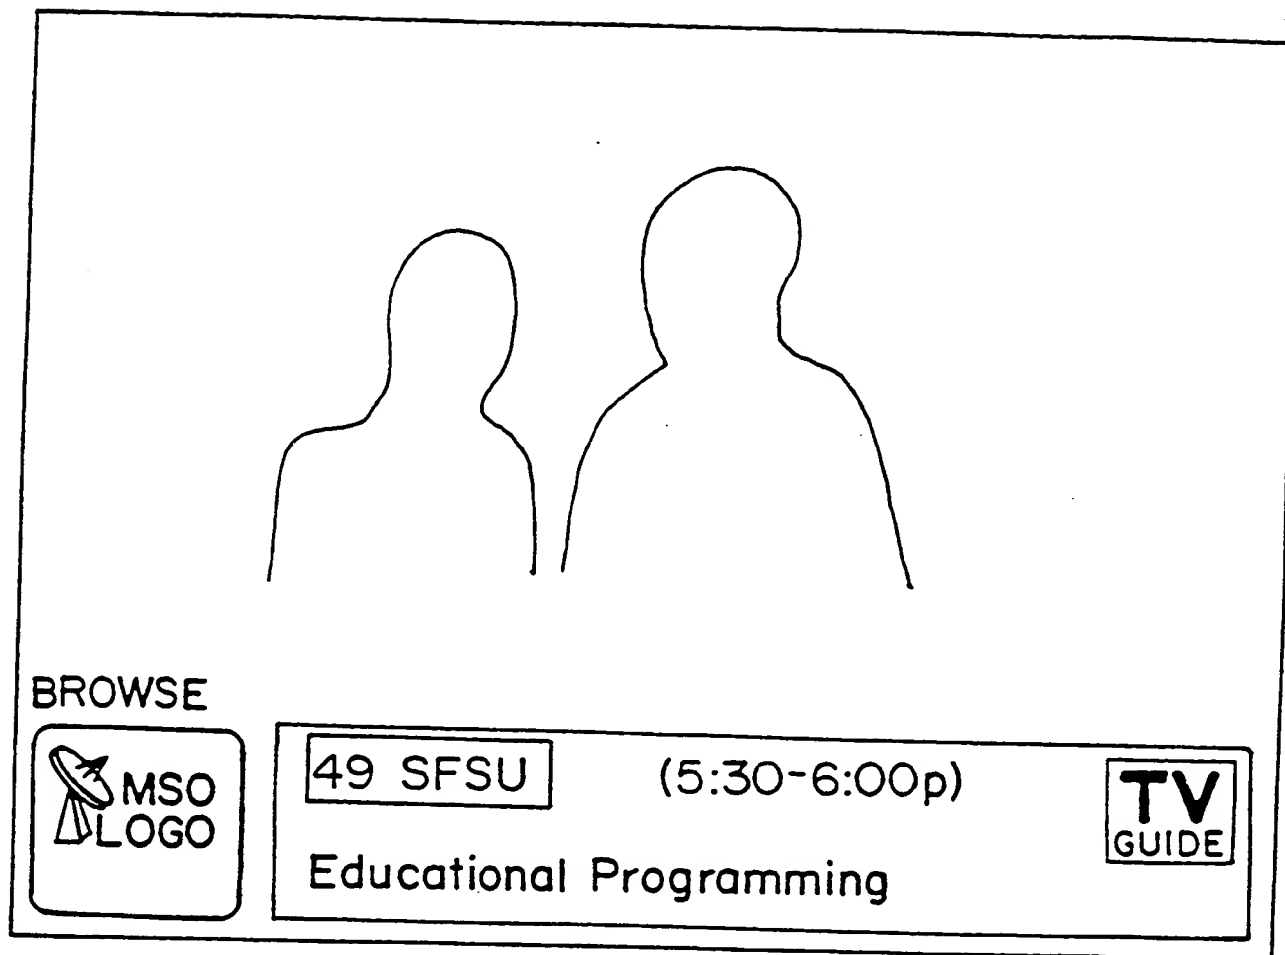 BROWSE
MSO
LOGO
49 SFSU (5:30-6:00p)
Educational Programming
TV
GUIDE